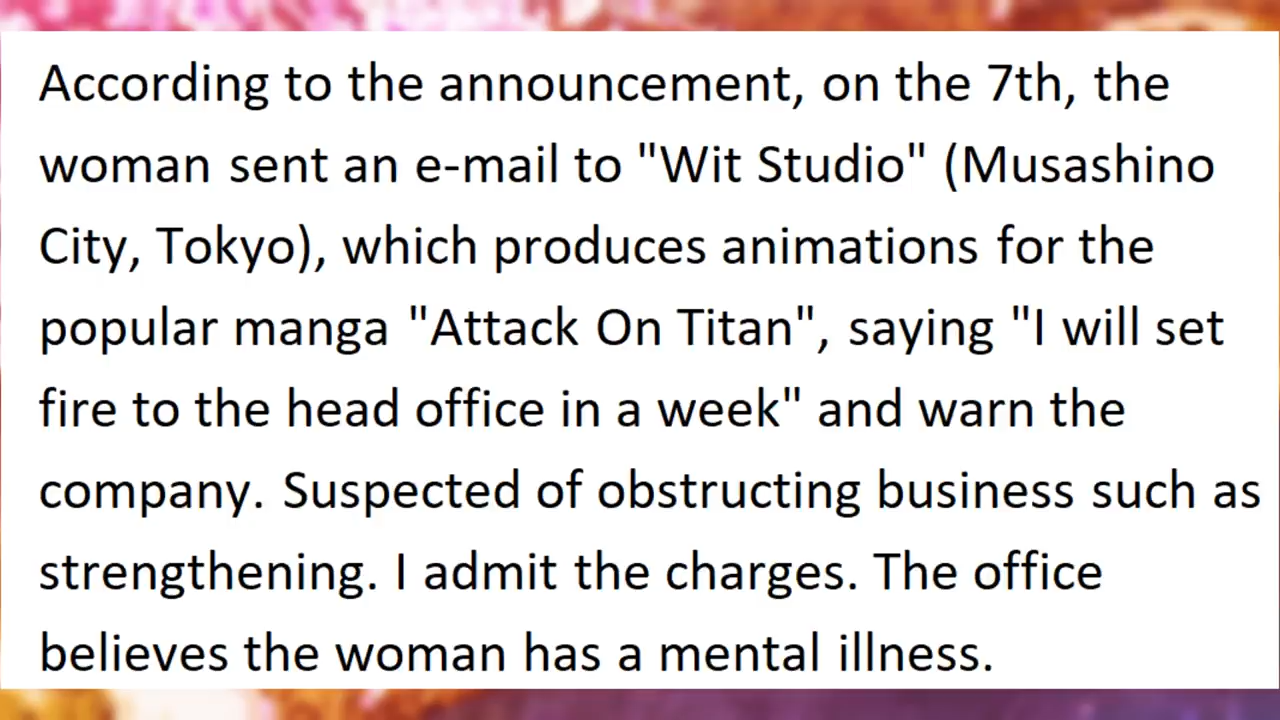 According to the announcement, on the 7th, the
woman sent an e-mail to "Wit Studio" (Musashino
City, Tokyo), which produces animations for the
popular manga "Attack On Titan", saying "I will set
fire to the head office in a week" and warn the
company. Suspected of obstructing business such as
strengthening. I admit the charges. The office
believes the woman has a mental illness.